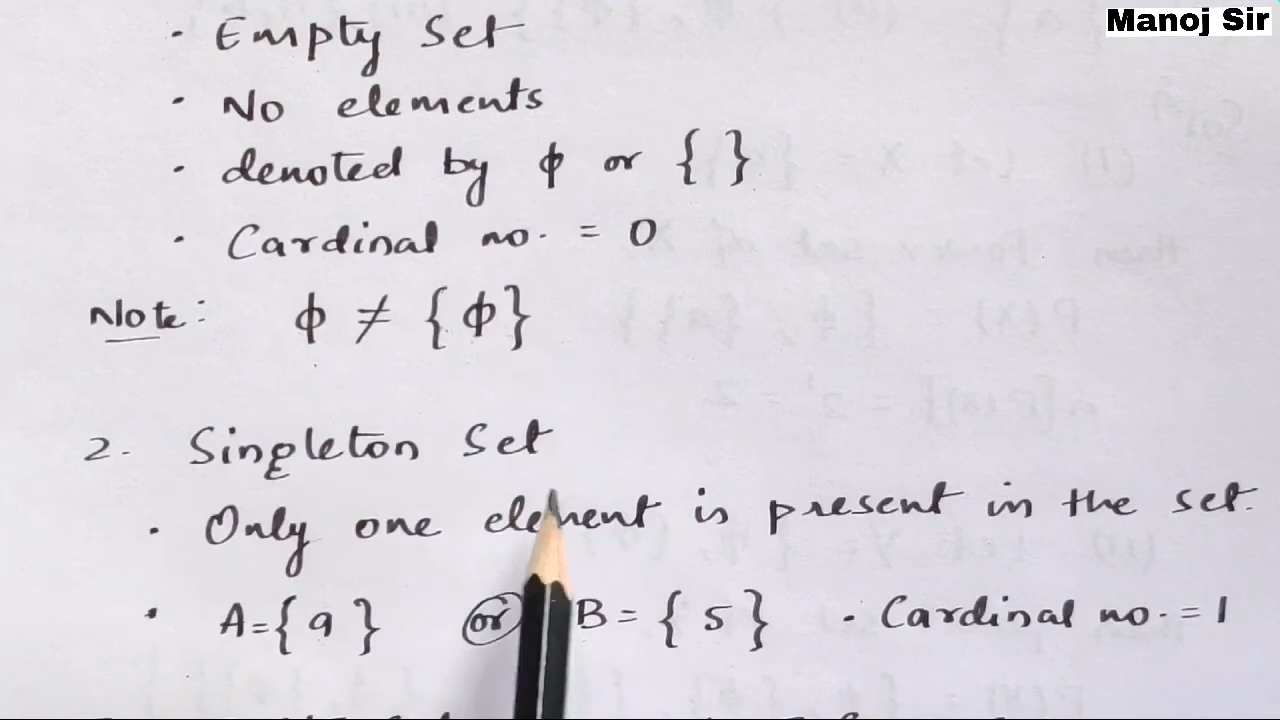 Manoj Sir
· Empty Set
· No elements
· denoted by ϕ or { }
· Cardinal no. = 0
Note: ϕ ≠ {ϕ}
2. Singleton Set
· Only one element is present in the set.
· A={ a } or B = { 5 } · Cardinal no. = 1